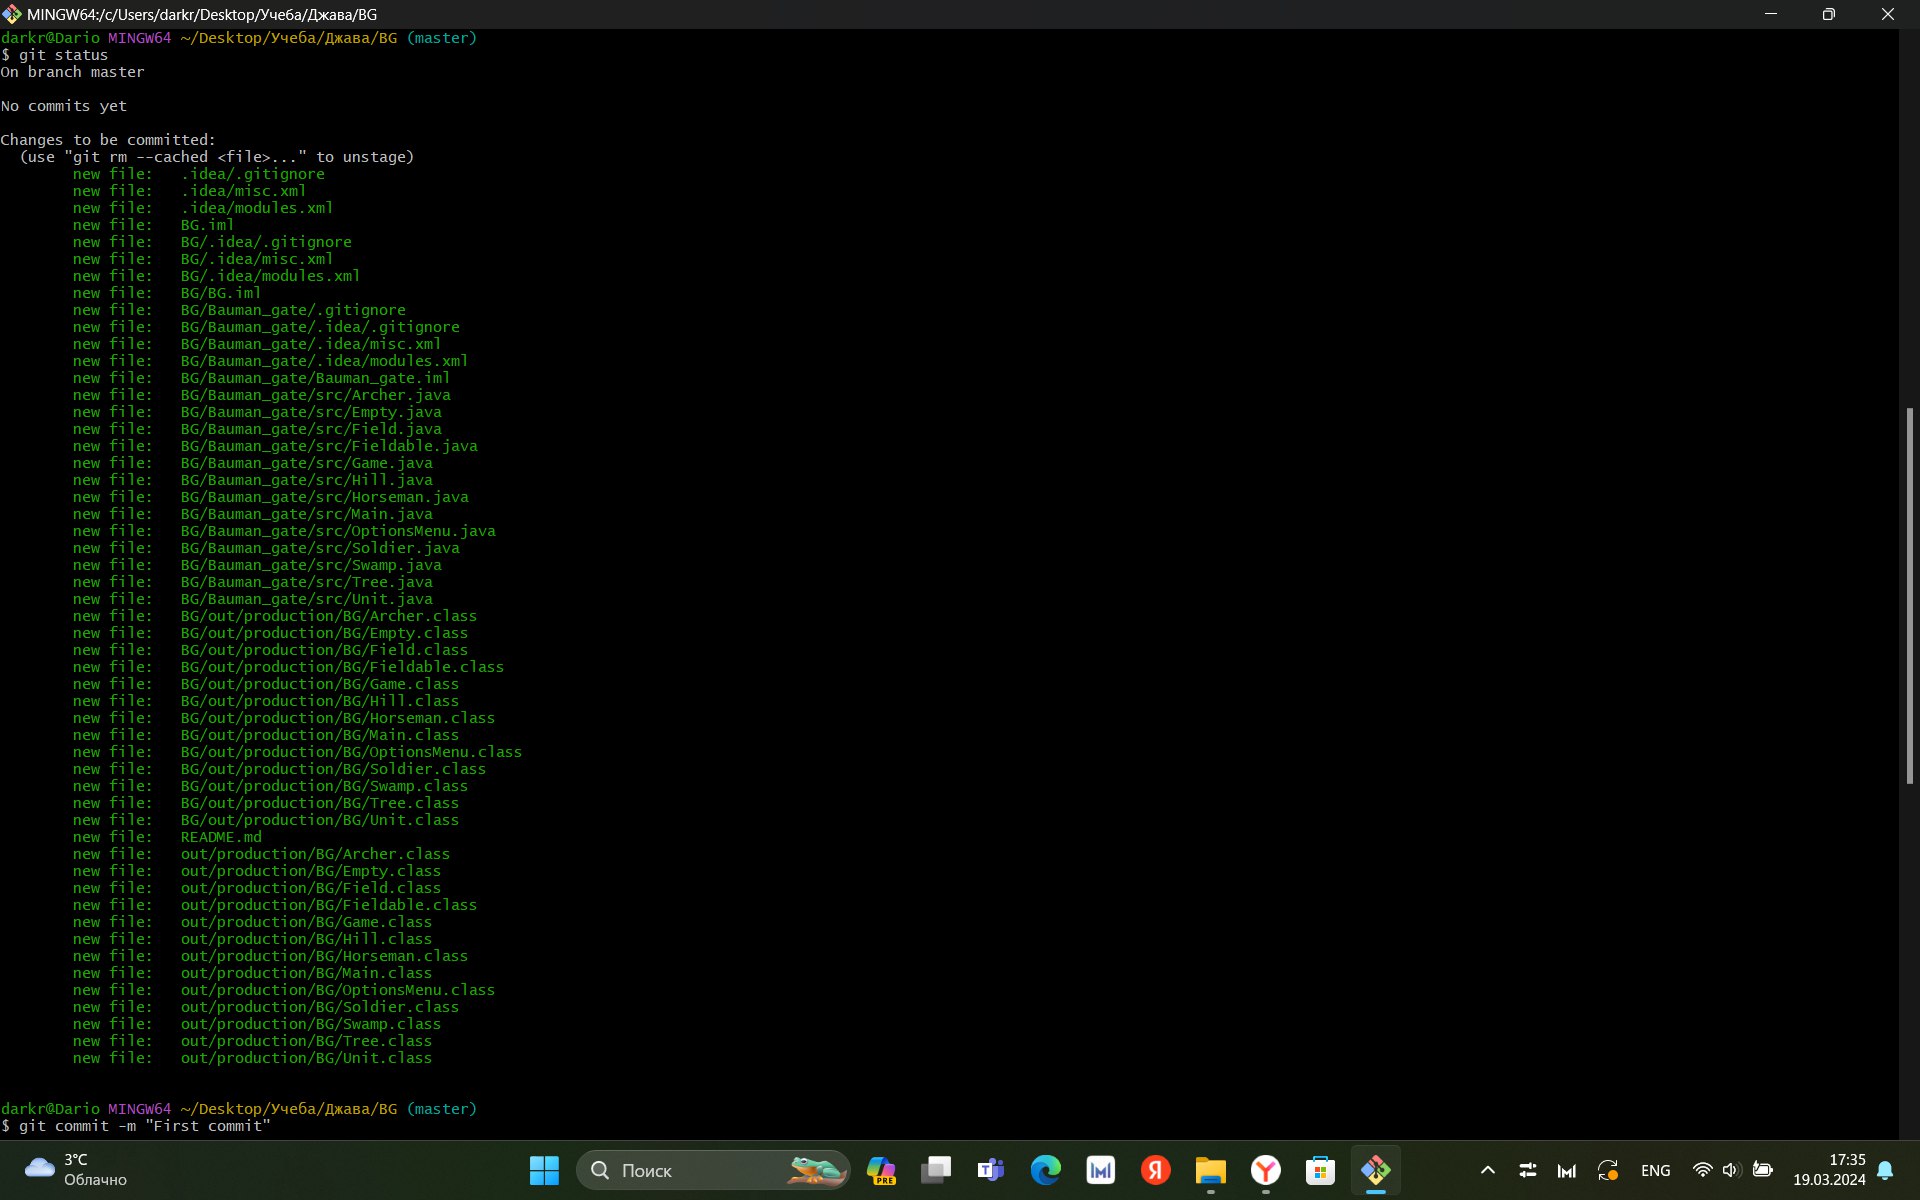 MINGW64:/c/Users/darkr/Desktop/Учеба/Джава/BG
darkr@Dario MINGW64 ~/Desktop/Учеба/Джава/BG (master)
$ git status
On branch master
No commits yet
Changes to be committed:
(use "git rm --cached <file>..." to unstage)
new file:   .idea/.gitignore
new file:   .idea/misc.xml
new file:   .idea/modules.xml
new file:   BG.iml
new file:   BG/.idea/.gitignore
new file:   BG/.idea/misc.xml
new file:   BG/.idea/modules.xml
new file:   BG/BG.iml
new file:   BG/Bauman_gate/.gitignore
new file:   BG/Bauman_gate/.idea/.gitignore
new file:   BG/Bauman_gate/.idea/misc.xml
new file:   BG/Bauman_gate/.idea/modules.xml
new file:   BG/Bauman_gate/Bauman_gate.iml
new file:   BG/Bauman_gate/src/Archer.java
new file:   BG/Bauman_gate/src/Empty.java
new file:   BG/Bauman_gate/src/Field.java
new file:   BG/Bauman_gate/src/Fieldable.java
new file:   BG/Bauman_gate/src/Game.java
new file:   BG/Bauman_gate/src/Hill.java
new file:   BG/Bauman_gate/src/Horseman.java
new file:   BG/Bauman_gate/src/Main.java
new file:   BG/Bauman_gate/src/OptionsMenu.java
new file:   BG/Bauman_gate/src/Soldier.java
new file:   BG/Bauman_gate/src/Swamp.java
new file:   BG/Bauman_gate/src/Tree.java
new file:   BG/Bauman_gate/src/Unit.java
new file:   BG/out/production/BG/Archer.class
new file:   BG/out/production/BG/Empty.class
new file:   BG/out/production/BG/Field.class
new file:   BG/out/production/BG/Fieldable.class
new file:   BG/out/production/BG/Game.class
new file:   BG/out/production/BG/Hill.class
new file:   BG/out/production/BG/Horseman.class
new file:   BG/out/production/BG/Main.class
new file:   BG/out/production/BG/OptionsMenu.class
new file:   BG/out/production/BG/Soldier.class
new file:   BG/out/production/BG/Swamp.class
new file:   BG/out/production/BG/Tree.class
new file:   BG/out/production/BG/Unit.class
new file:   README.md
new file:   out/production/BG/Archer.class
new file:   out/production/BG/Empty.class
new file:   out/production/BG/Field.class
new file:   out/production/BG/Fieldable.class
new file:   out/production/BG/Game.class
new file:   out/production/BG/Hill.class
new file:   out/production/BG/Horseman.class
new file:   out/production/BG/Main.class
new file:   out/production/BG/OptionsMenu.class
new file:   out/production/BG/Soldier.class
new file:   out/production/BG/Swamp.class
new file:   out/production/BG/Tree.class
new file:   out/production/BG/Unit.class
darkr@Dario MINGW64 ~/Desktop/Учеба/Джава/BG (master)
$ git commit -m "First commit"
3°C
Облачно
Поиск
PRE
Я
ENG
17:35
19.03.2024